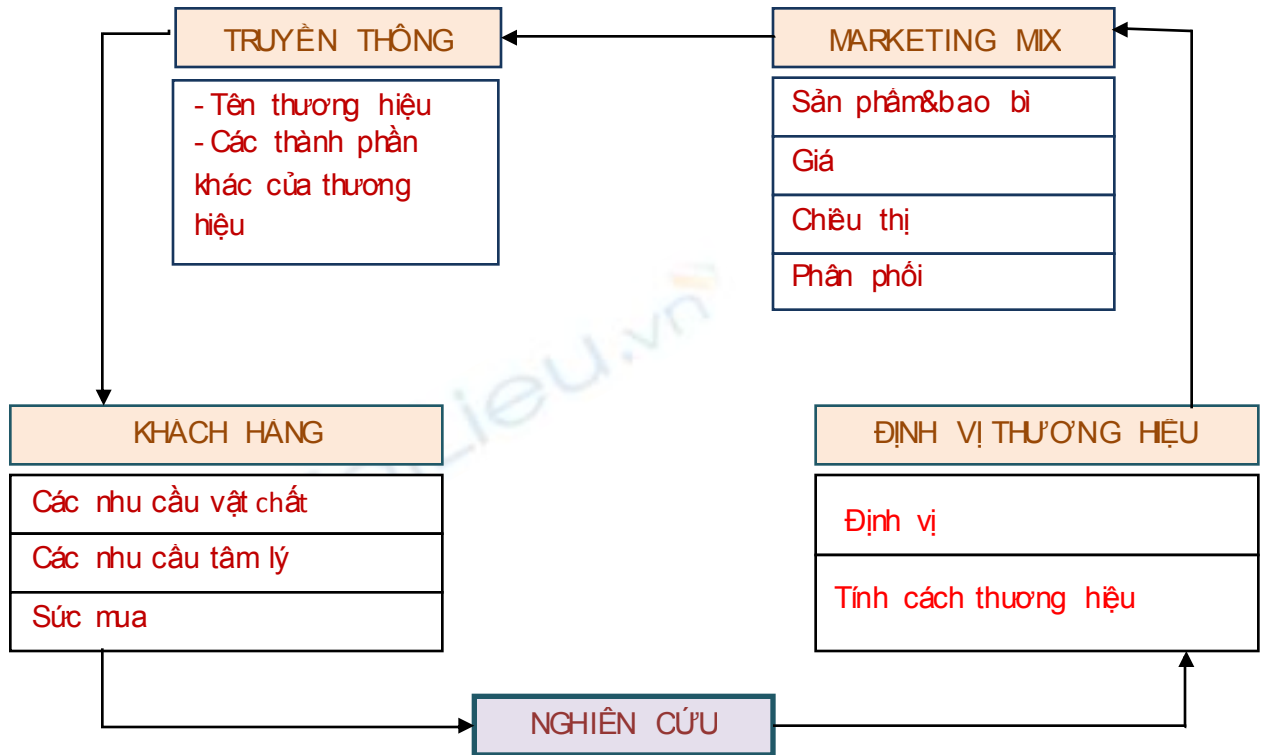 TRUYỀN THÔNG
- Tên thương hiệu
- Các thành phần
khác của thương
hiệu
MARKETING MIX
Sản phẩm&bao bì
Giá
Chiêu thị
Phân phối
KHÁCH HÀNG
Các nhu cầu vật chất
Các nhu cầu tâm lý
Sức mua
ĐỊNH VỊ THƯƠNG HIỆU
Định vị
Tính cách thuơng hiệu
NGHIÊN CỨU